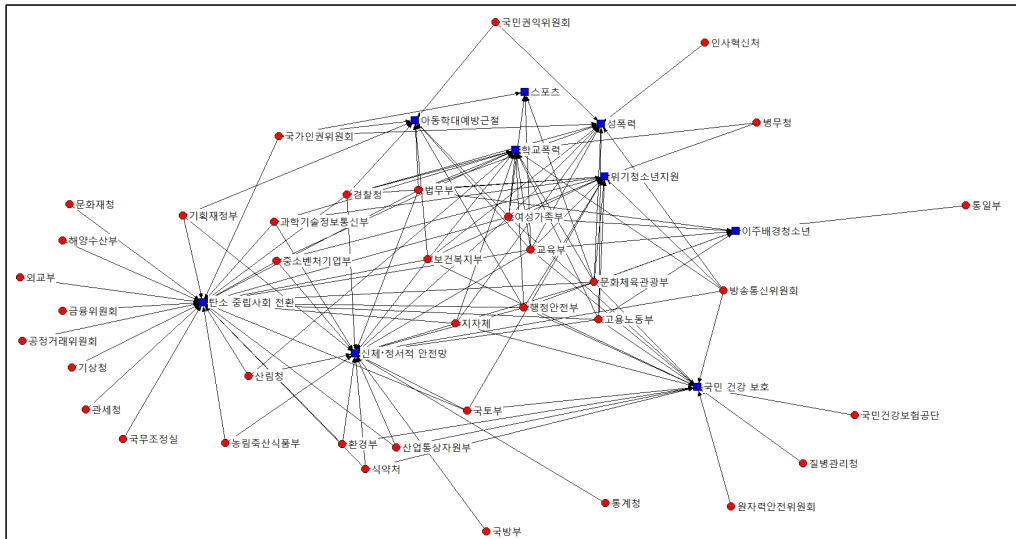 국민권익위원회
인사혁신처
스포츠
아동학대예방근절
성폭력
병무청
국가인권위원회
학교폭력
위기청소년지원
경찰청
법무부
문화재청
기획재정부
과학기술정보통신부
여성가족부
통일부
이주배경청소년
해양수산부
교육부
중소벤처기업부
보건복지부
외교부
문화체육관광부
방송통신위원회
탄소 중립사회 전환
행정안전부
금융위원회
지자체
고용노동부
공정거래위원회
신체·정서적 안전망
기상청
산림청
국민 건강 보호
관세청
국토부
국민건강보험공단
국무조정실
농림축산식품부
환경부
산업통상자원부
질병관리청
식약처
통계청
원자력안전위원회
국방부